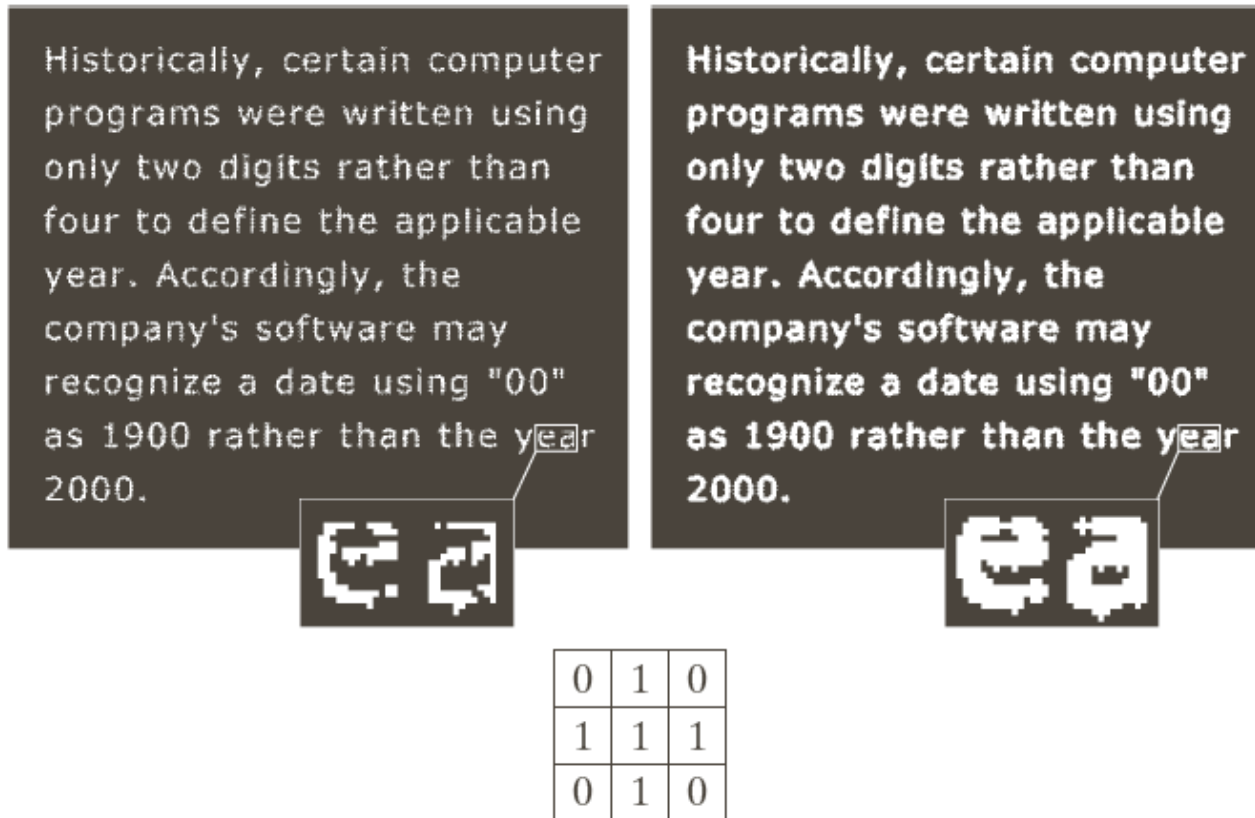 Historically, certain computer
programs were written using
only two digits rather than
four to define the applicable
year. Accordingly, the
company's software may
recognize a date using "00"
as 1900 rather than the year
2000.
ea
Historically, certain computer
programs were written using
only two digits rather than
four to define the applicable
year. Accordingly, the
company's software may
recognize a date using "00"
as 1900 rather than the year
2000.
ea
0 1 0
1 1 1
0 1 0